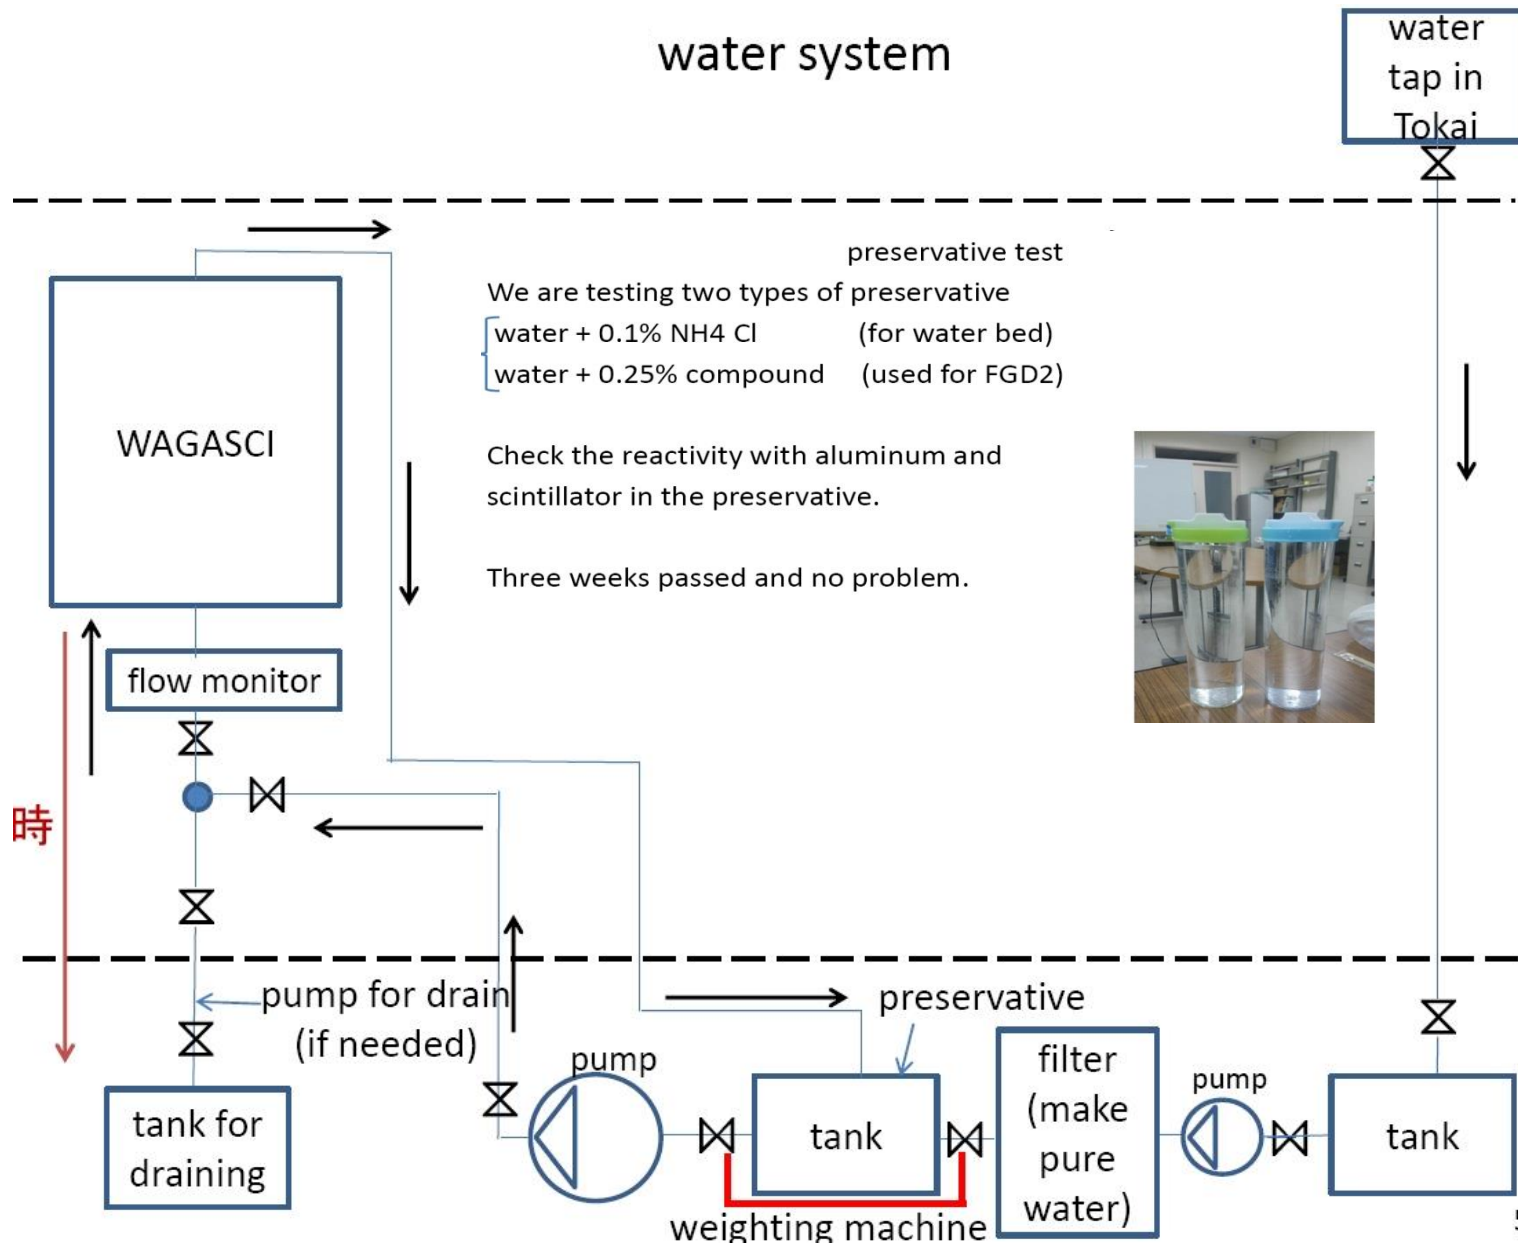 water system
water
tap in
Tokai
preservative test
We are testing two types of preservative
water + 0.1% NH4 Cl (for water bed)
water + 0.25% compound (used for FGD2)
Check the reactivity with aluminum and
scintillator in the preservative.
Three weeks passed and no problem.
WAGASCI
flow monitor
時
pump for drain
(if needed)
tank for
draining
pump
preservative
tank
weighting machine
filter
(make
pure
water)
pump
tank